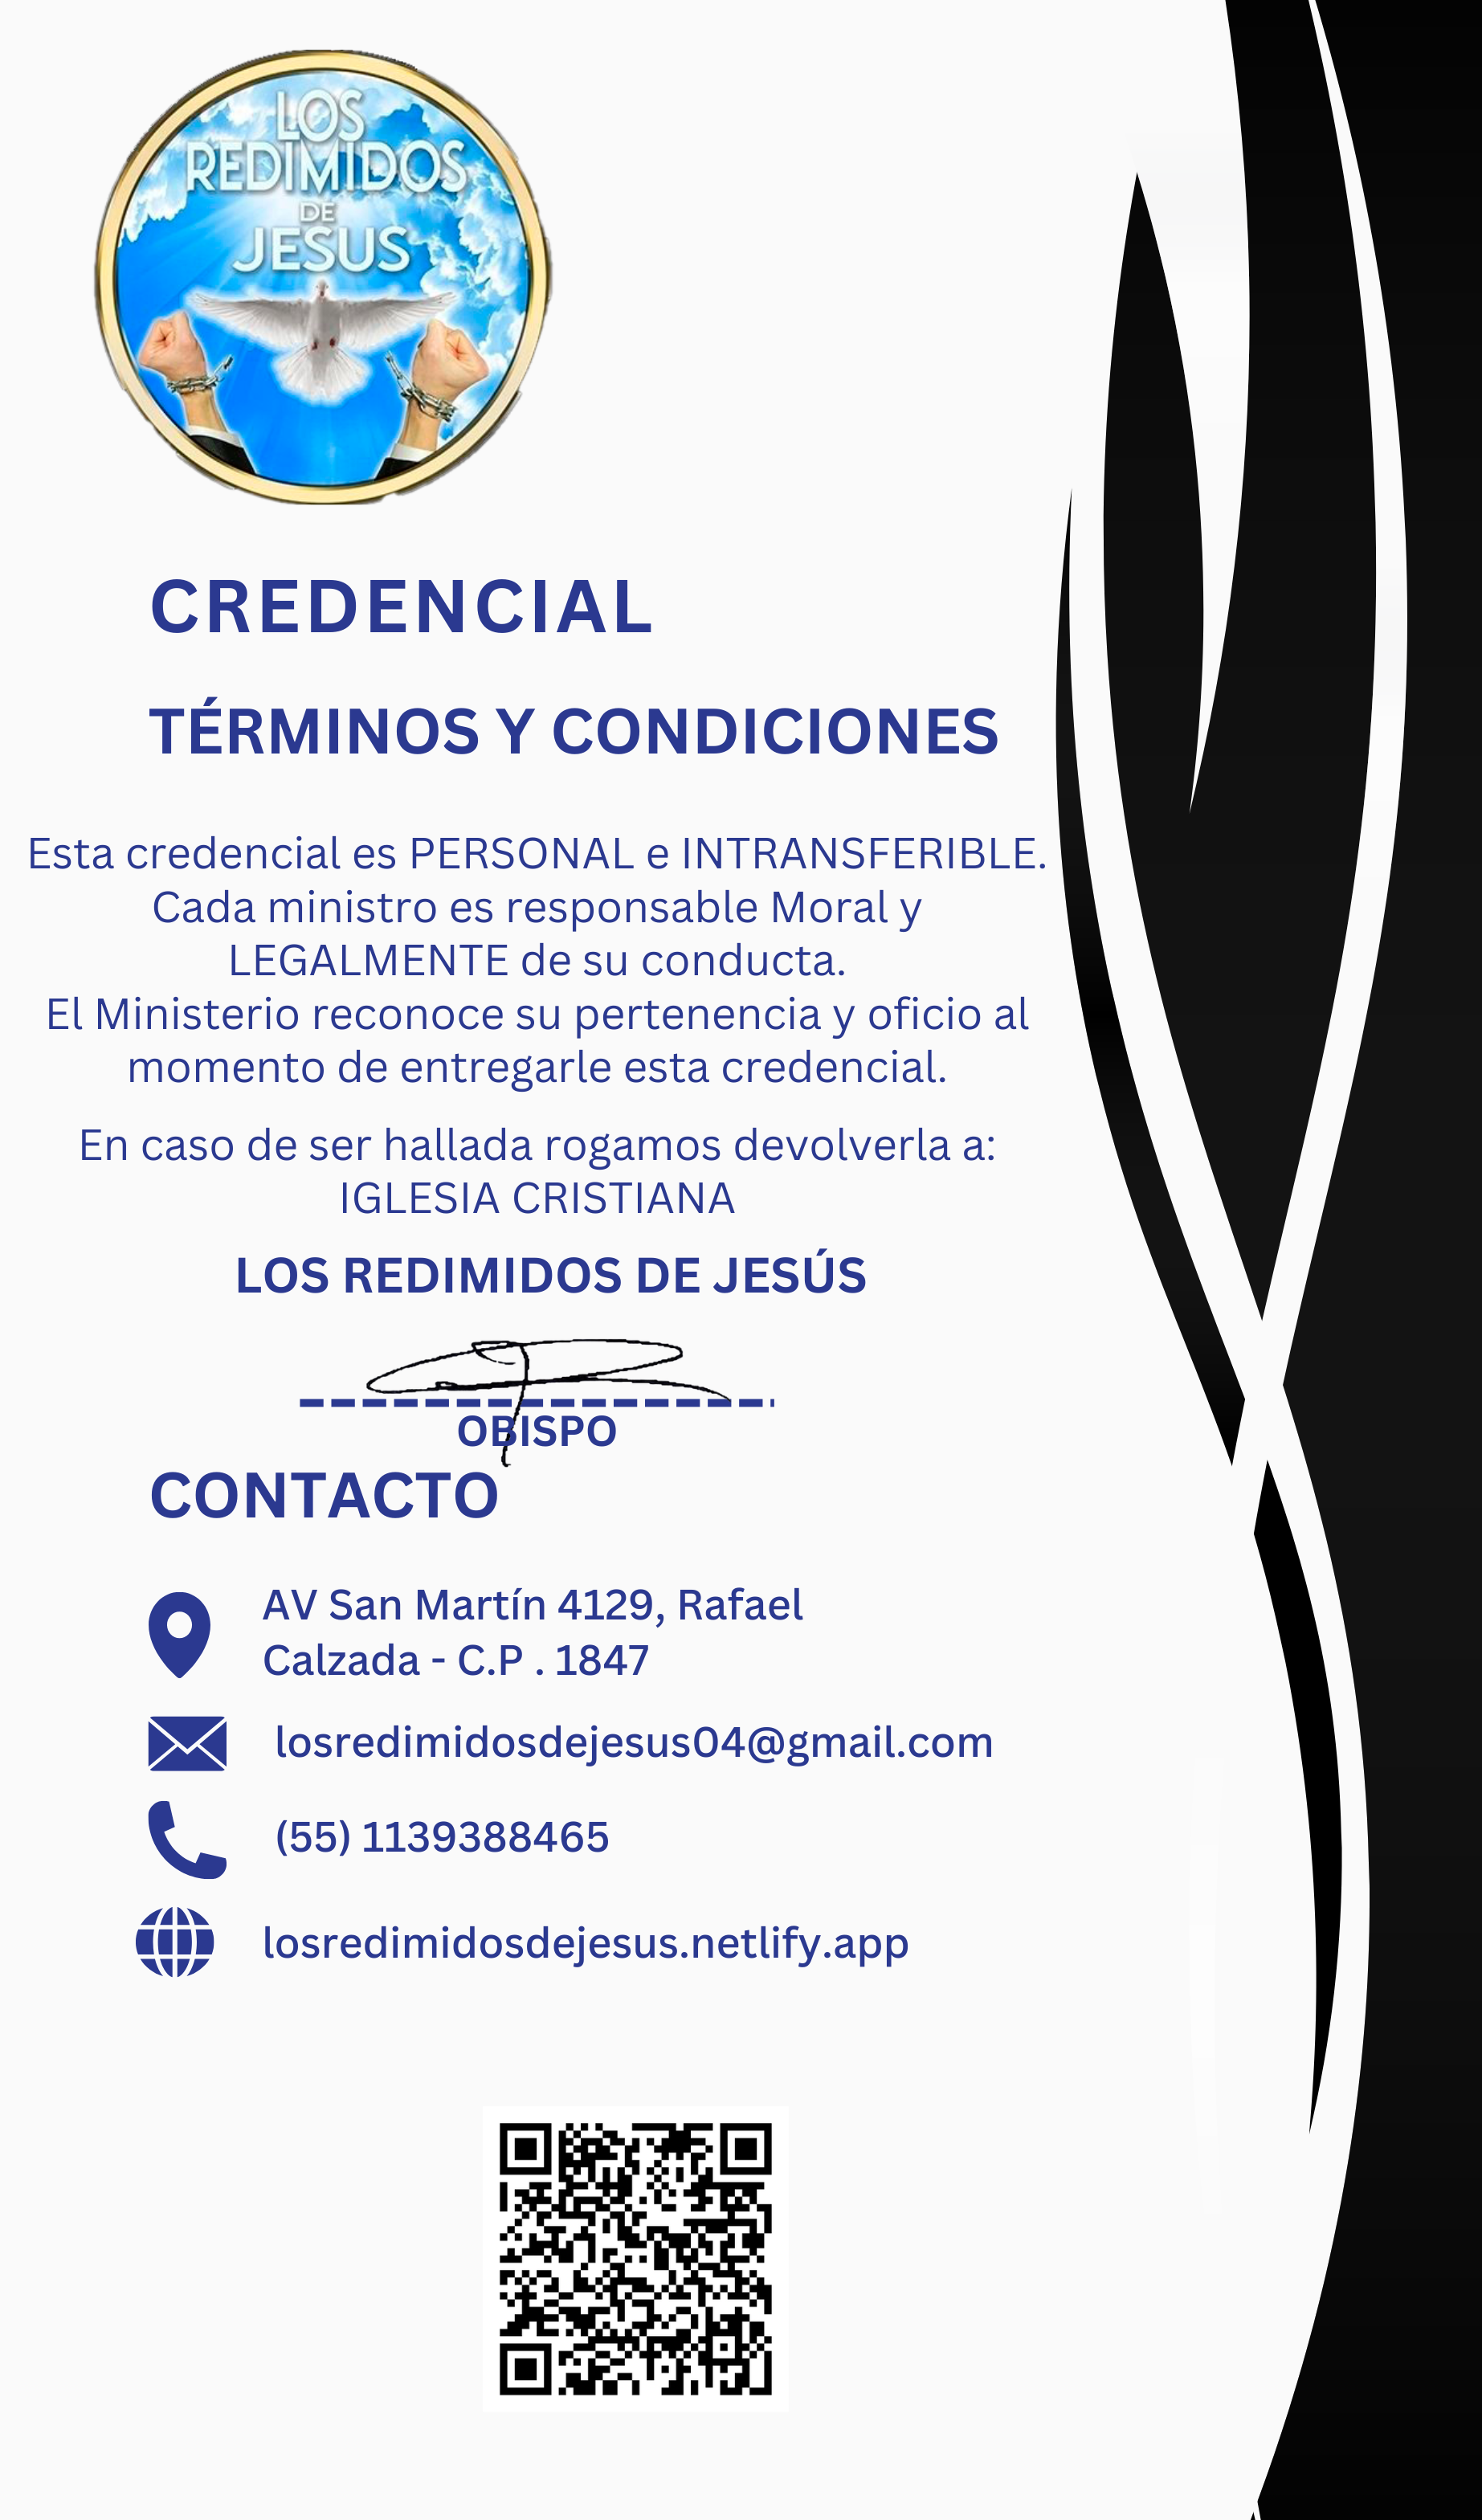 LOS
REDIMIDOS
DE
JESUS
CREDENCIAL
TÉRMINOS Y CONDICIONES
Esta credencial es PERSONAL e INTRANSFERIBLE.
Cada ministro es responsable Moral y
LEGALMENTE de su conducta.
El Ministerio reconoce su pertenencia y oficio al
momento de entregarle esta credencial.
En caso de ser hallada rogamos devolverla a:
IGLESIA CRISTIANA
LOS REDIMIDOS DE JESÚS
OBISPO
CONTACTO
AV San Martín 4129, Rafael
Calzada - C.P . 1847
losredimidosdejesus04@gmail.com
(55) 1139388465
losredimidosdejesus.netlify.app